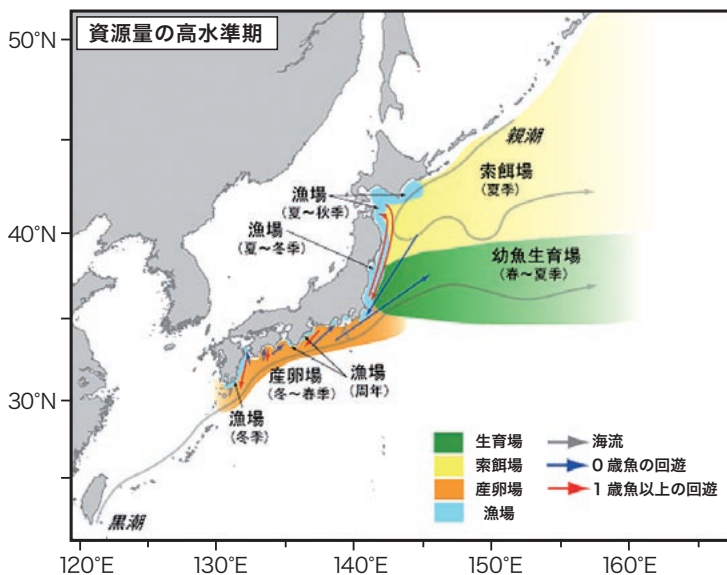 資源量の高水準期
50°N
親潮
索餌場
(夏季)
漁場
(夏～秋季)
漁場
(夏～冬季)
40°N
幼魚生育場
(春～夏季)
産卵場
(冬～春季)
漁場
(周年)
30°N
漁場
(冬季)
生育場
海流
索餌場
0歳魚の回遊
産卵場
1歳魚以上の回遊
漁場
黒潮
120°E
130°E
140°E
150°E
160°E